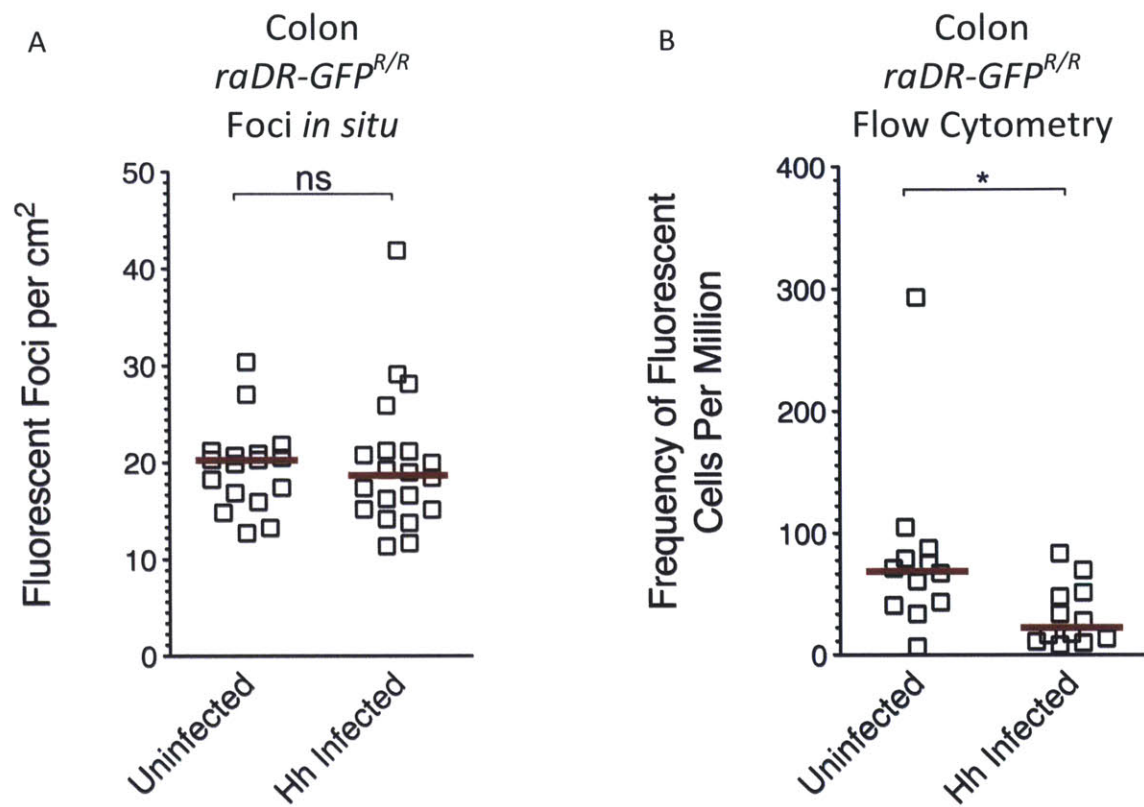 A
Colon
raDR-GFP^R/R
Foci in situ
Fluorescent Foci per cm²
50
40
30
20
10
0
ns
Uninfected
Hh Infected
B
Colon
raDR-GFP^R/R
Flow Cytometry
Frequency of Fluorescent
Cells Per Million
400
300
200
100
0
*
Uninfected
Hh Infected